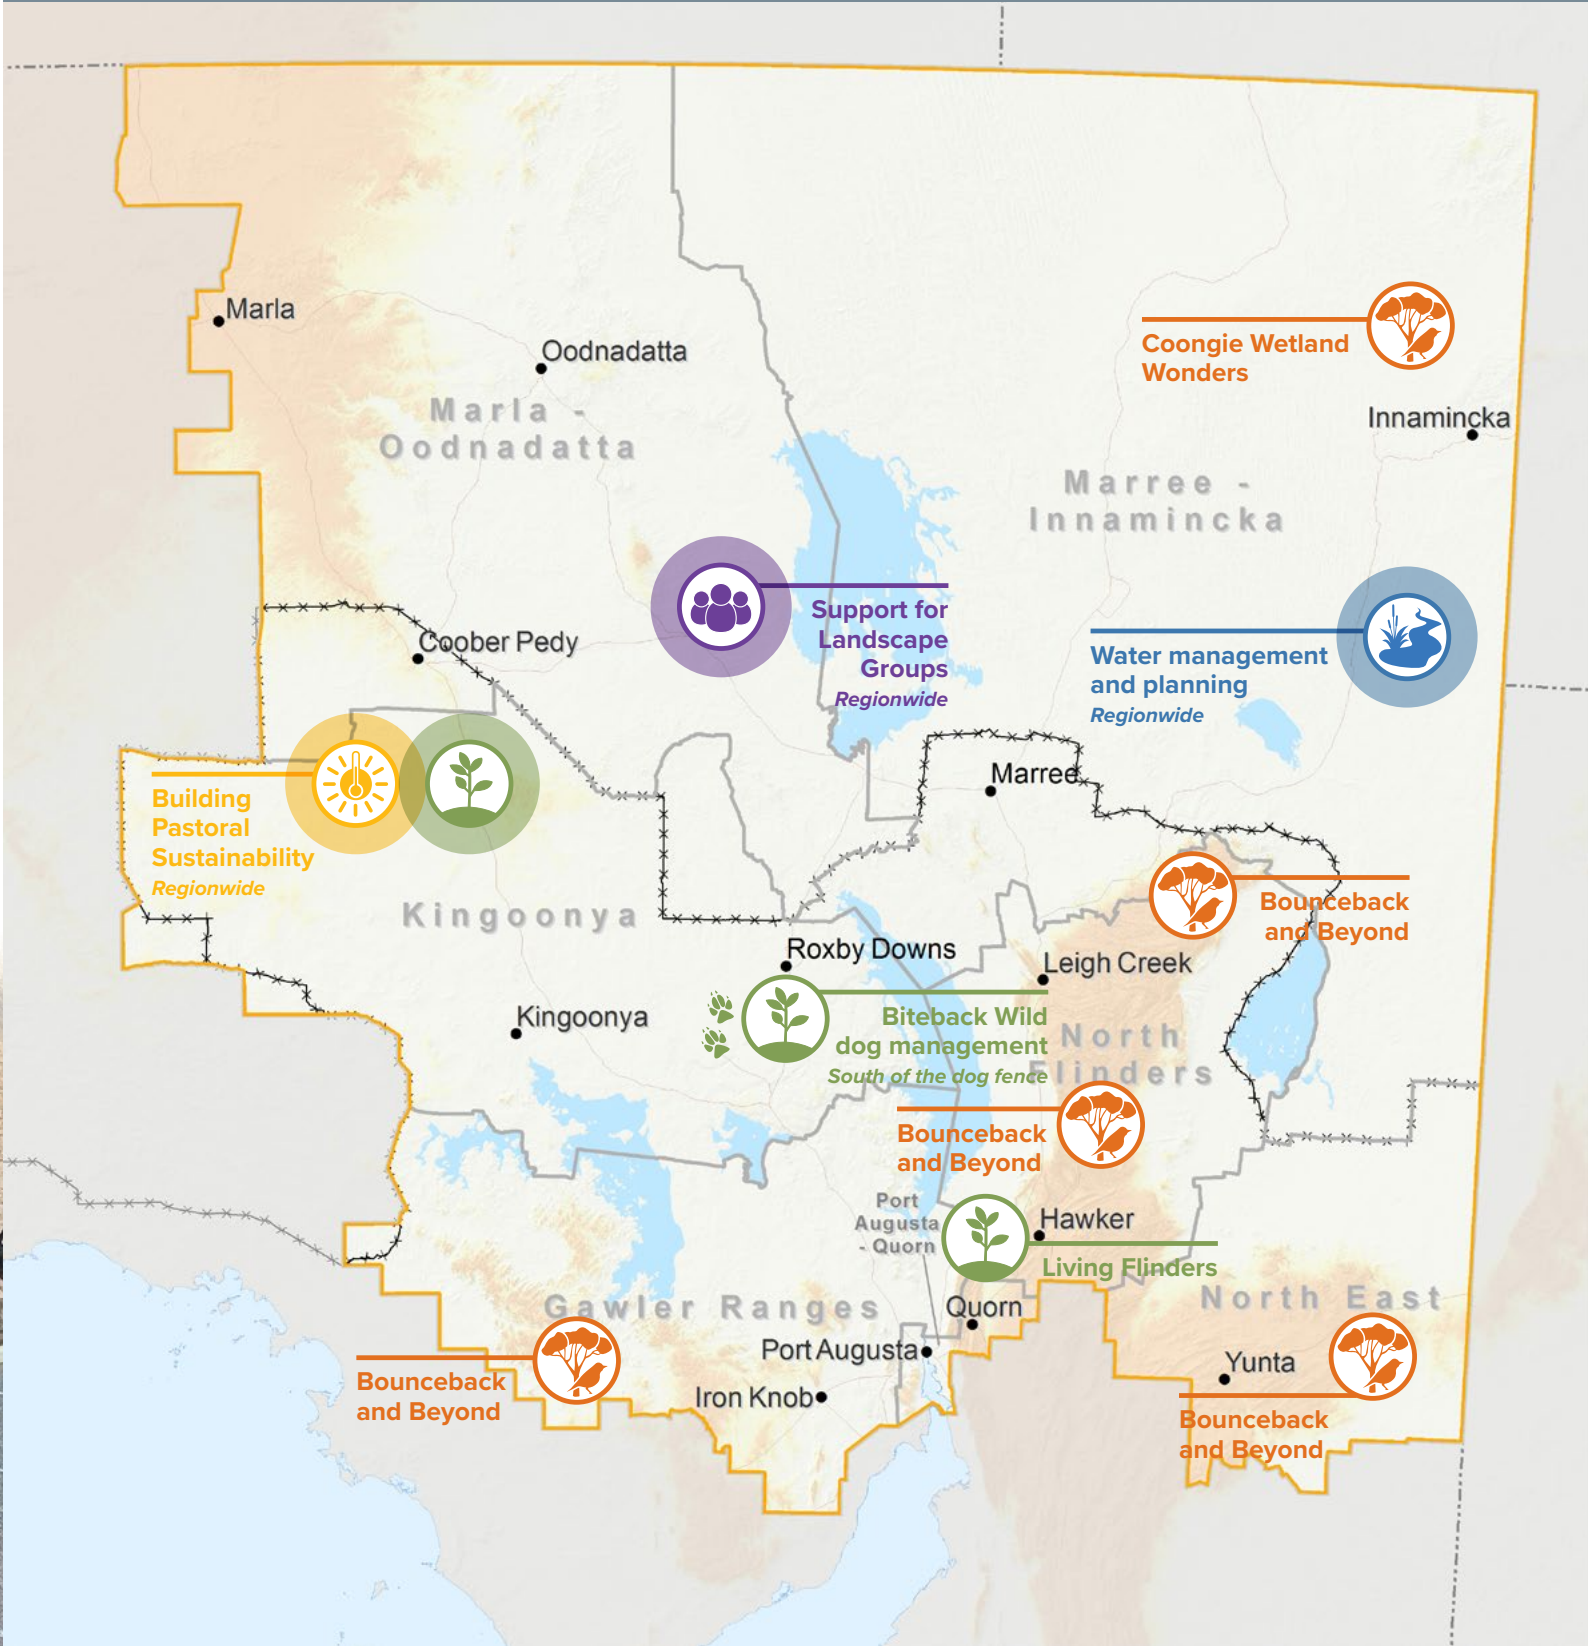 Marla
Oodnadatta
Marla -
Oodnadatta
Coongie Wetland
Wonders
Innamincka
Marree -
Innamincka
Support for
Landscape
Groups
Regionwide
Water management
and planning
Regionwide
Coober Pedy
Marree
Building
Pastoral
Sustainability
Regionwide
Kingoonya
Bounceback
and Beyond
Roxby Downs
Leigh Creek
Kingoonya
Biteback Wild
dog management
South of the dog fence
North
Flinders
Bounceback
and Beyond
Port
Augusta
- Quorn
Hawker
Living Flinders
Gawler Ranges
Quorn
North East
Port Augusta
Yunta
Iron Knob
Bounceback
and Beyond
Bounceback
and Beyond